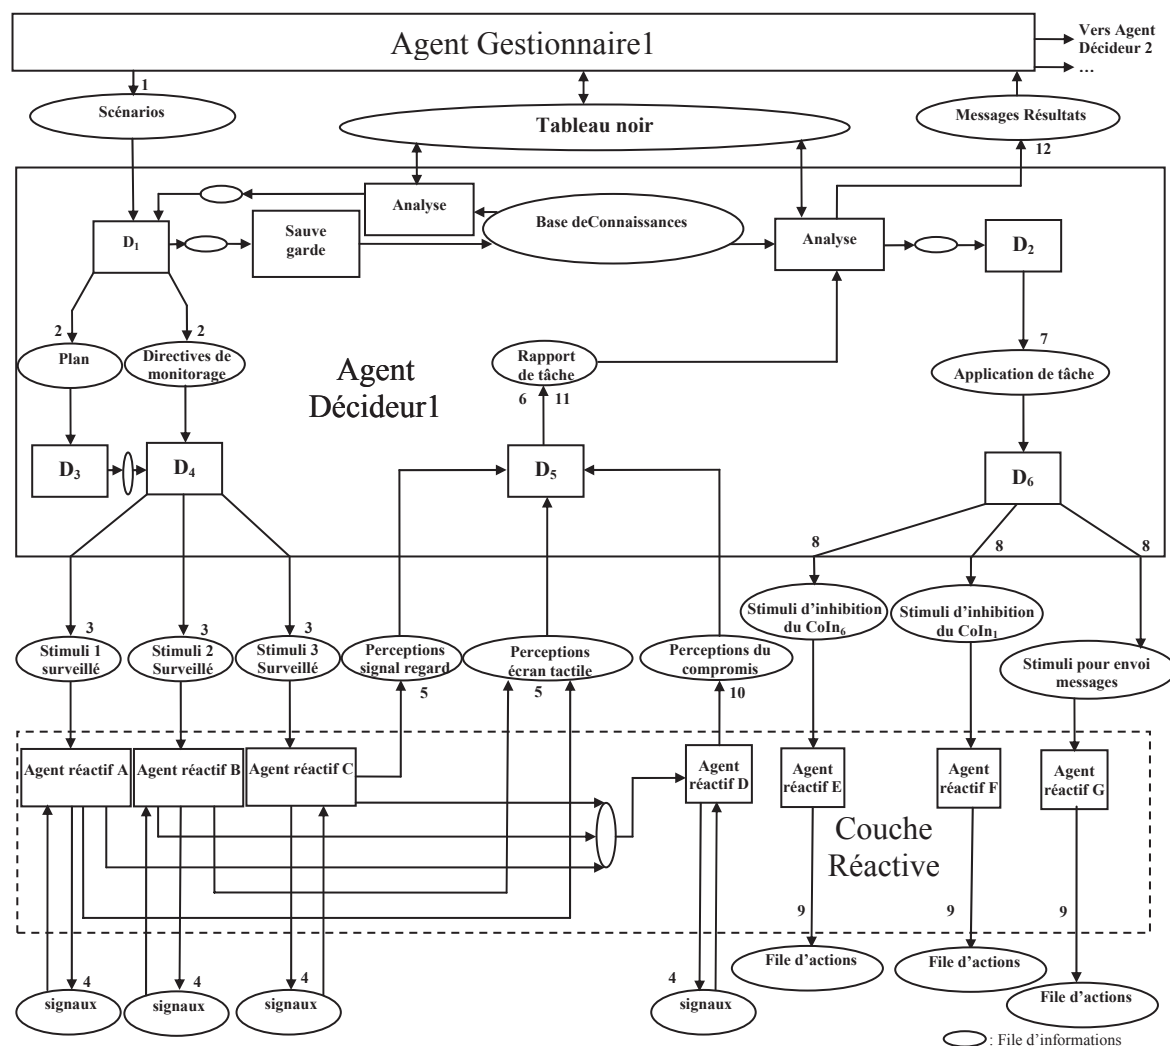 Agent Gestionnaire1
Vers Agent
Décideur 2
...
1
Scénarios
Tableau noir
Messages Résultats
12
Analyse
Base deConnaissances
D1
Sauve
garde
Analyse
D2
2
2
Plan
Directives de
monitorage
Agent
Décideur1
Rapport
de tâche
6 11
7
Application de tâche
D3
D4
D5
D6
8
8
8
Stimuli d'inhibition
du CoIn6
Stimuli d'inhibition
du CoIn1
3
3
3
Stimuli 1
surveillé
Stimuli 2
Surveillé
Stimuli 3
Surveillé
Perceptions
signal regard
Perceptions
écran tactile
Perceptions du
compromis
Stimuli pour envoi
messages
5
5
10
Agent réactif A
Agent réactif B
Agent réactif C
Agent
réactif D
Agent
réactif E
Agent
réactif F
Agent
réactif G
Couche
Réactive
9
9
9
4
4
4
4
signaux
signaux
signaux
signaux
File d'actions
File d'actions
File d'actions
: File d'informations